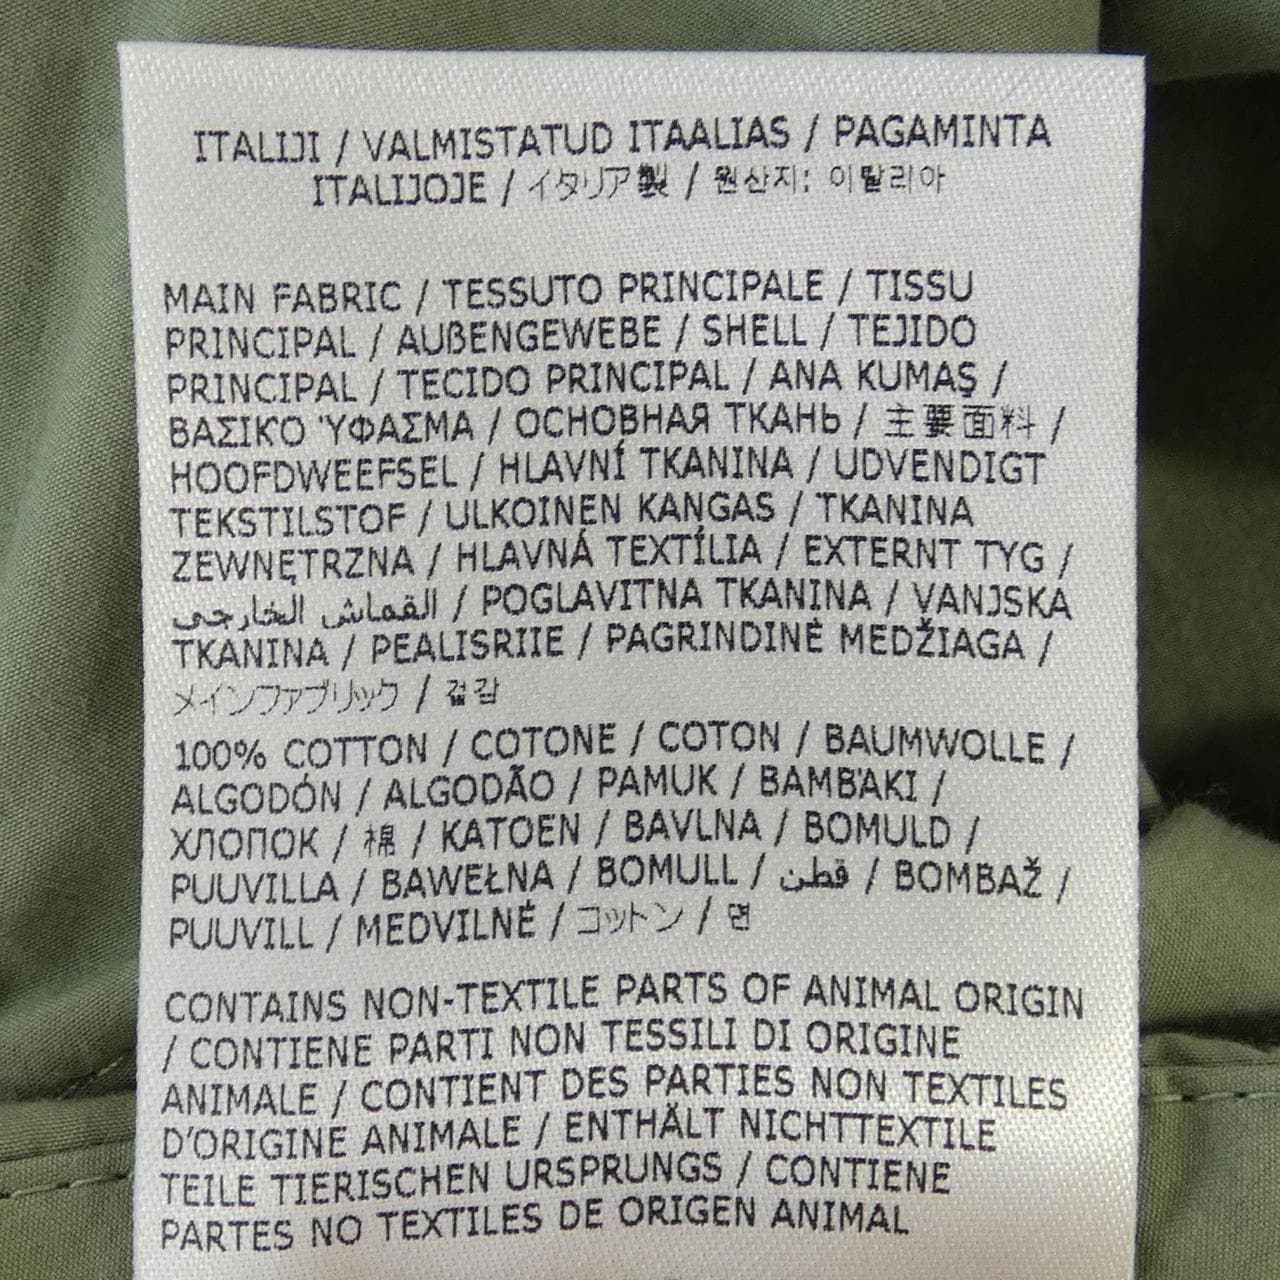 ITALIJI / VALMISTATUD ITAALIAS / PAGAMINTA
ITALIJOJE / イタリア製 / 원산지: 이탈리아
MAIN FABRIC / TESSUTO PRINCIPALE / TISSU
PRINCIPAL / AUßENGEWEBE / SHELL / TEJIDO
PRINCIPAL / TECIDO PRINCIPAL / ANA KUMAŞ /
ΒΑΣΙΚΌ ΎΦΑΣΜΑ / ОСНОВНАЯ ТКАНЬ / 主要面料 /
HOOFDWEEFSEL / HLAVNÍ TKANINA / UDVENDIGT
TEKSTILSTOF / ULKOINEN KANGAS / TKANINA
ZEWNĘTRZNA / HLAVNÁ TEXTÍLIA / EXTERNT TYG /
القماش الخارجي / POGLAVITNA TKANINA / VANJSKA
TKANINA / PEALISRIIE / PAGRINDINĖ MEDŽIAGA /
メインファブリック / 겉감
100% COTTON / COTONE / COTON / BAUMWOLLE /
ALGODÓN / ALGODÃO / PAMUK / ΒΑΜΒΆΚΙ /
ХЛОПОК / 棉 / KATOEN / BAVLNA / BOMULD /
PUUVILLA / BAWEŁNA / BOMULL / قطن / BOMBAŽ /
PUUVILL / MEDVILNĖ / コットン / 면
CONTAINS NON-TEXTILE PARTS OF ANIMAL ORIGIN
/ CONTIENE PARTI NON TESSILI DI ORIGINE
ANIMALE / CONTIENT DES PARTIES NON TEXTILES
D'ORIGINE ANIMALE / ENTHÄLT NICHTTEXTILE
TEILE TIERISCHEN URSPRUNGS / CONTIENE
PARTES NO TEXTILES DE ORIGEN ANIMAL